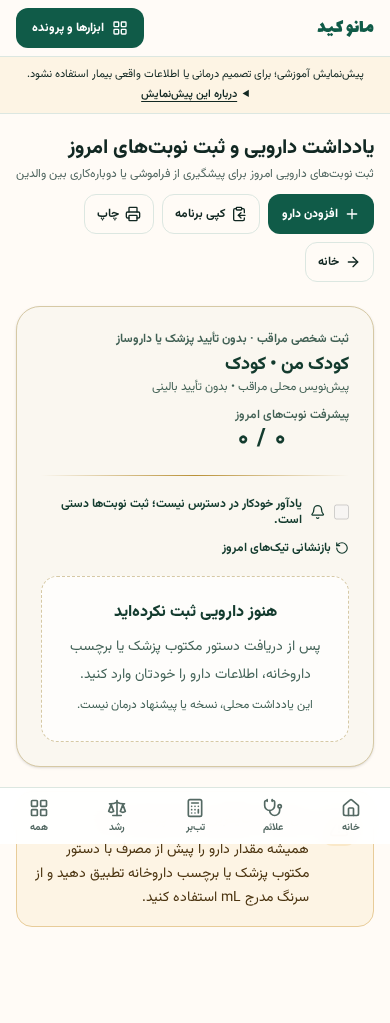 مانو کید
ابزارها و پرونده
پیش‌نمایش آموزشی؛ برای تصمیم درمانی یا اطلاعات واقعی بیمار استفاده نشود.
درباره این پیش‌نمایش
یادداشت دارویی و ثبت نوبت‌های امروز
ثبت نوبت‌های دارویی امروز برای پیشگیری از فراموشی یا دوباره‌کاری بین والدین
افزودن دارو
کپی برنامه
چاپ
خانه
ثبت شخصی مراقب · بدون تأیید پزشک یا داروساز
کودک من • کودک
پیش‌نویس محلی مراقب • بدون تأیید بالینی
پیشرفت نوبت‌های امروز
۰ / ۰
یادآور خودکار در دسترس نیست؛ ثبت نوبت‌ها دستی
است.
بازنشانی تیک‌های امروز
هنوز دارویی ثبت نکرده‌اید
پس از دریافت دستور مکتوب پزشک یا برچسب
داروخانه، اطلاعات دارو را خودتان وارد کنید.
این یادداشت محلی، نسخه یا پیشنهاد درمان نیست.
خانه
علائم
تب‌بر
رشد
همه
همیشه مقدار دارو را پیش از مصرف با دستور
مکتوب پزشک یا برچسب داروخانه تطبیق دهید و از
سرنگ مدرج mL استفاده کنید.